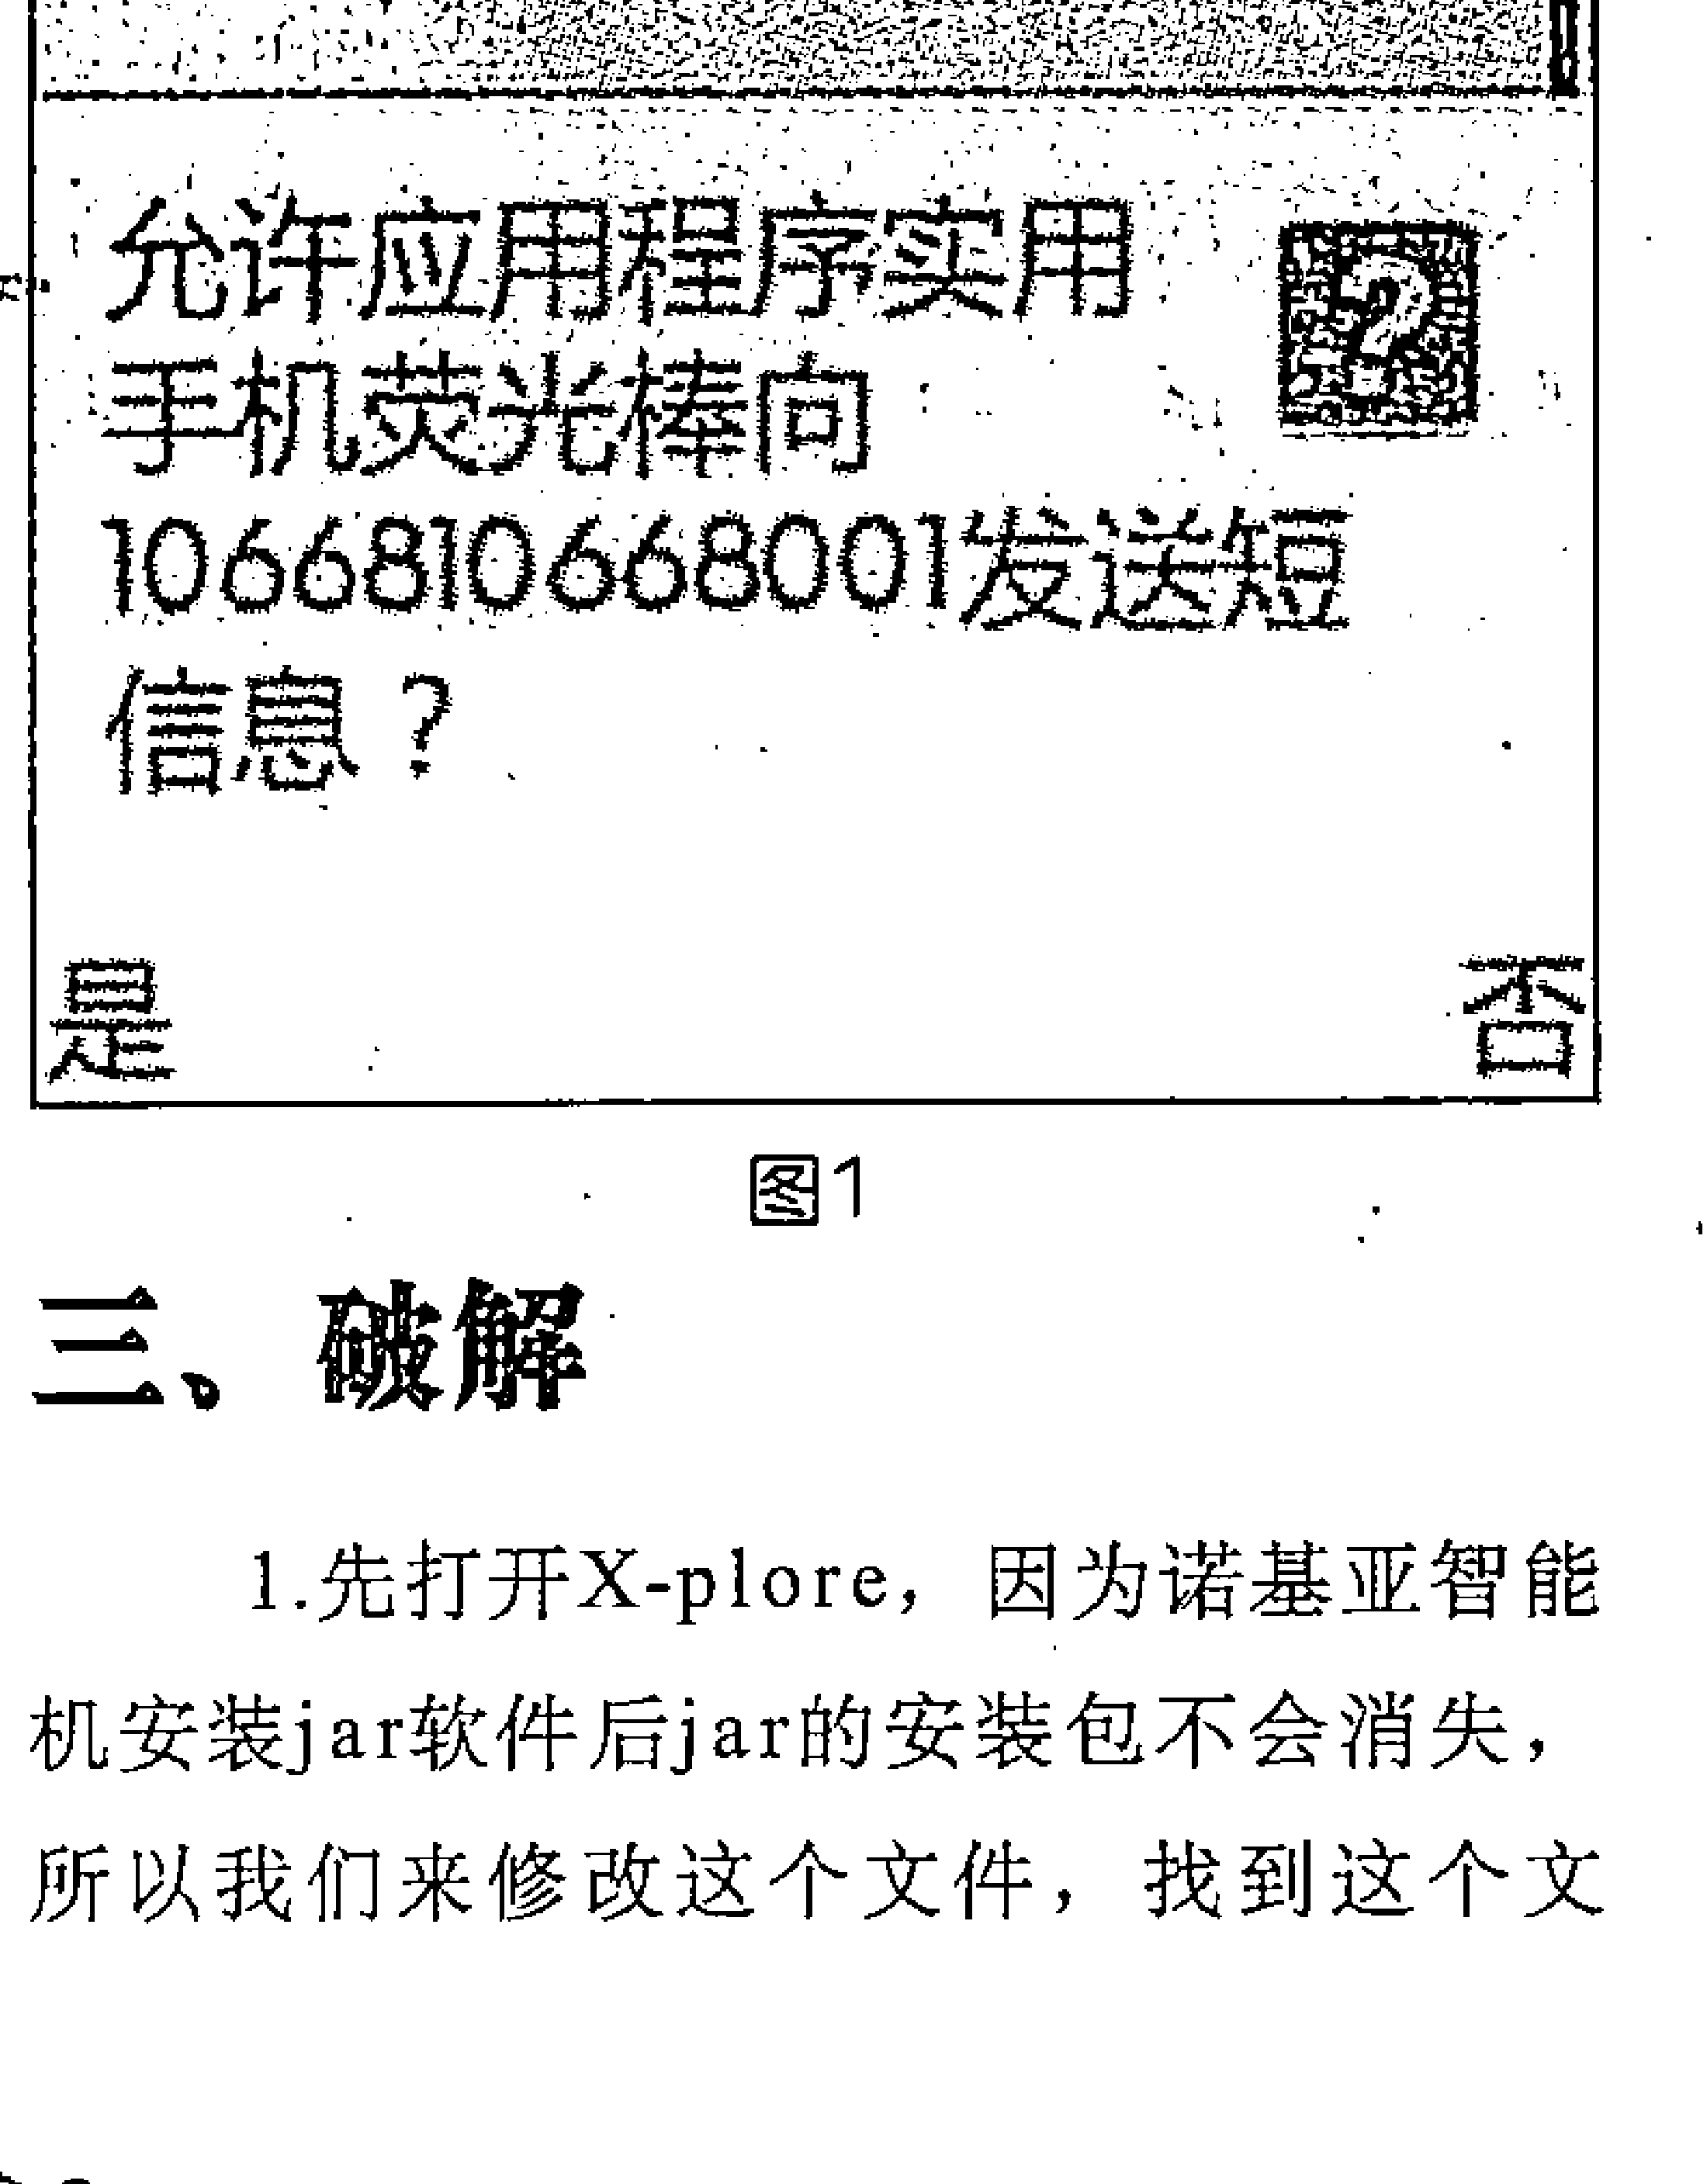 允许应用程序实用
手机荧光棒向
1066810668001发送短
信息？
是 否
图1
三、破解
1.先打开X-plore，因为诺基亚智能
机安装jar软件后jar的安装包不会消失，
所以我们来修改这个文件，找到这个文